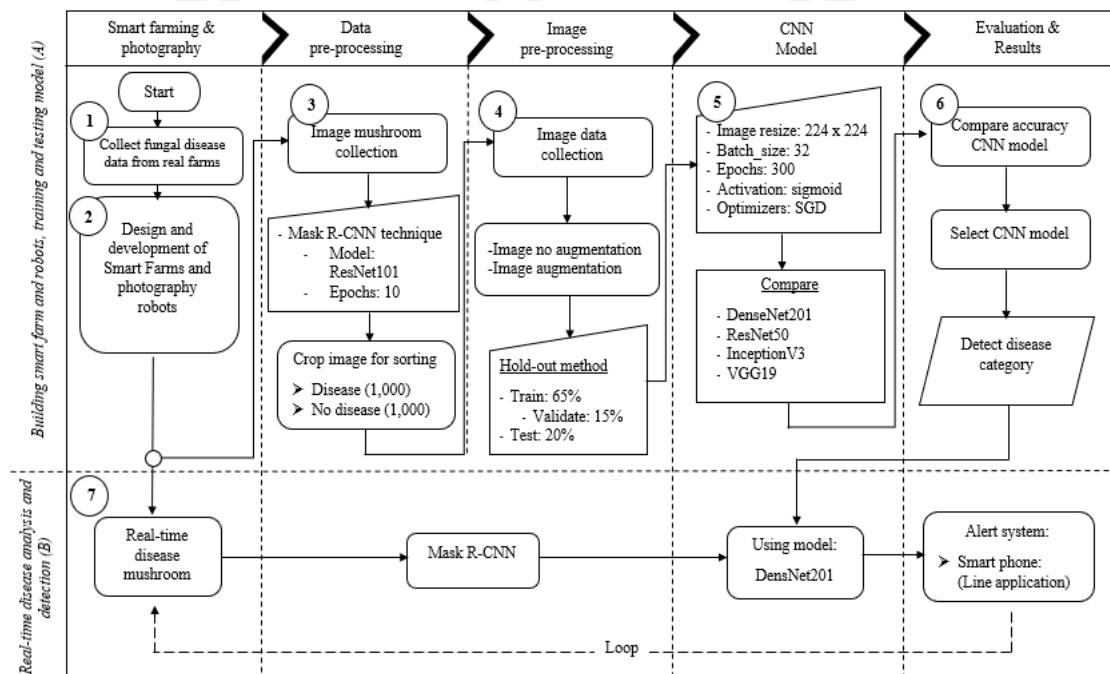 Smart farming &
photography
Data
pre-processing
Image
pre-processing
CNN
Model
Evaluation &
Results
Building smart farm and robots, training and testing model (A)
Start
1
Collect fungal disease
data from real farms
2
Design and
development of
Smart Farms and
photography
robots
3
Image mushroom
collection
- Mask R-CNN technique
- Model:
ResNet101
- Epochs: 10
Crop image for sorting
➢ Disease (1,000)
➢ No disease (1,000)
4
Image data
collection
-Image no augmentation
-Image augmentation
Hold-out method
- Train: 65%
- Validate: 15%
- Test: 20%
5
- Image resize: 224 x 224
- Batch_size: 32
- Epochs: 300
- Activation: sigmoid
- Optimizers: SGD
Compare
- DenseNet201
- ResNet50
- InceptionV3
- VGG19
6
Compare accuracy
CNN model
Select CNN model
Detect disease
category
Real-time disease analysis and
detection (B)
7
Real-time
disease
mushroom
Mask R-CNN
Using model:
DensNet201
Alert system:
➢ Smart phone:
(Line application)
Loop